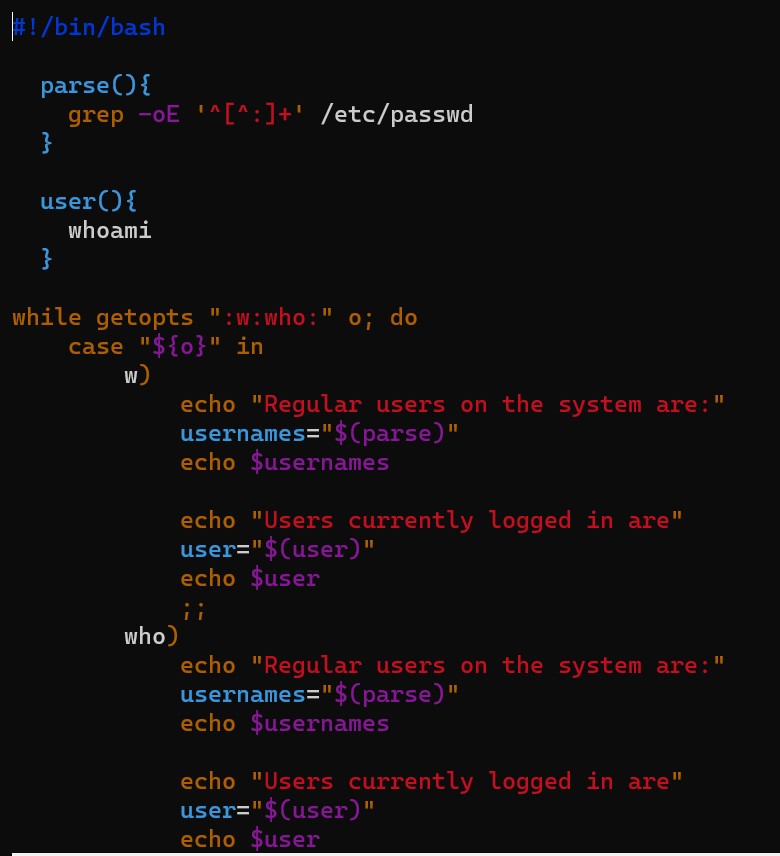 #!/bin/bash
parse(){
grep -oE '^[^:]+' /etc/passwd
}
user(){
whoami
}
while getopts ":w:who:" o; do
case "${o}" in
w)
echo "Regular users on the system are:"
usernames="$(parse)"
echo $usernames
echo "Users currently logged in are"
user="$(user)"
echo $user
;;
who)
echo "Regular users on the system are:"
usernames="$(parse)"
echo $usernames
echo "Users currently logged in are"
user="$(user)"
echo $user